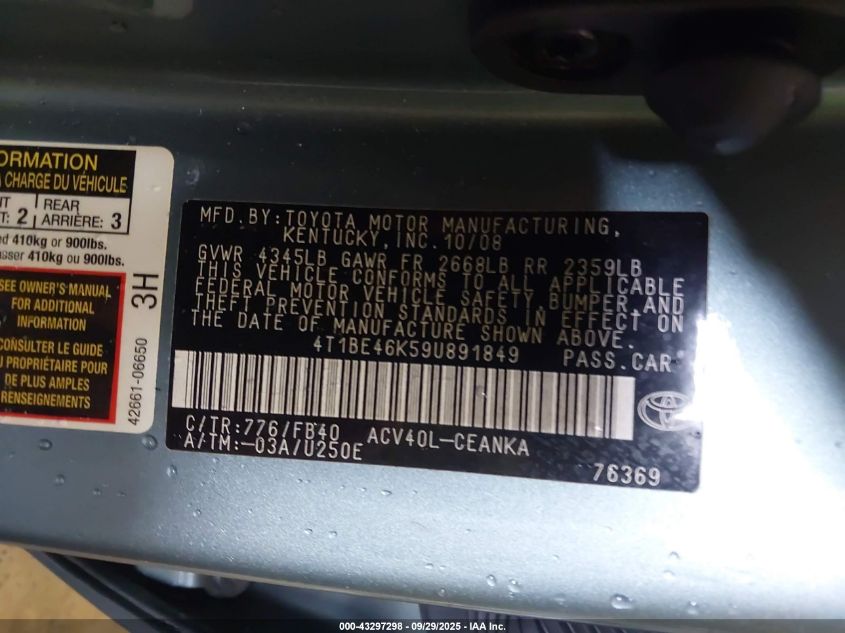 ORMATION
A CHARGE DU VÉHICULE
NT
REAR
T: 2
ARRIÈRE: 3
410kg or 900lbs.
asser 410kg ou 900lbs.
SEE OWNER'S MANUAL
FOR ADDITIONAL
INFORMATION
CONSULTER LE GUIDE
PROPRIÉTAIRE POUR
DE PLUS AMPLES
RENSEIGNEMENTS
3H
42661-06650
MFD.BY:TOYOTA MOTOR MANUFACTURING,
KENTUCKY,INC.10/08
GVWR 4345LB GAWR FR 2668LB RR 2359LB
THIS VEHICLE CONFORMS TO ALL APPLICABLE
FEDERAL MOTOR VEHICLE SAFETY,BUMPER,AND
THEFT PREVENTION STANDARDS IN EFFECT ON
THE DATE OF MANUFACTURE SHOWN ABOVE.
4T1BE46K59U891849 PASS.CAR
C/TR:776/FB40 ACV40L-CEANKA
A/TM:-03A/U250E
76369
000-43297298 - 09/29/2025 - IAA Inc.